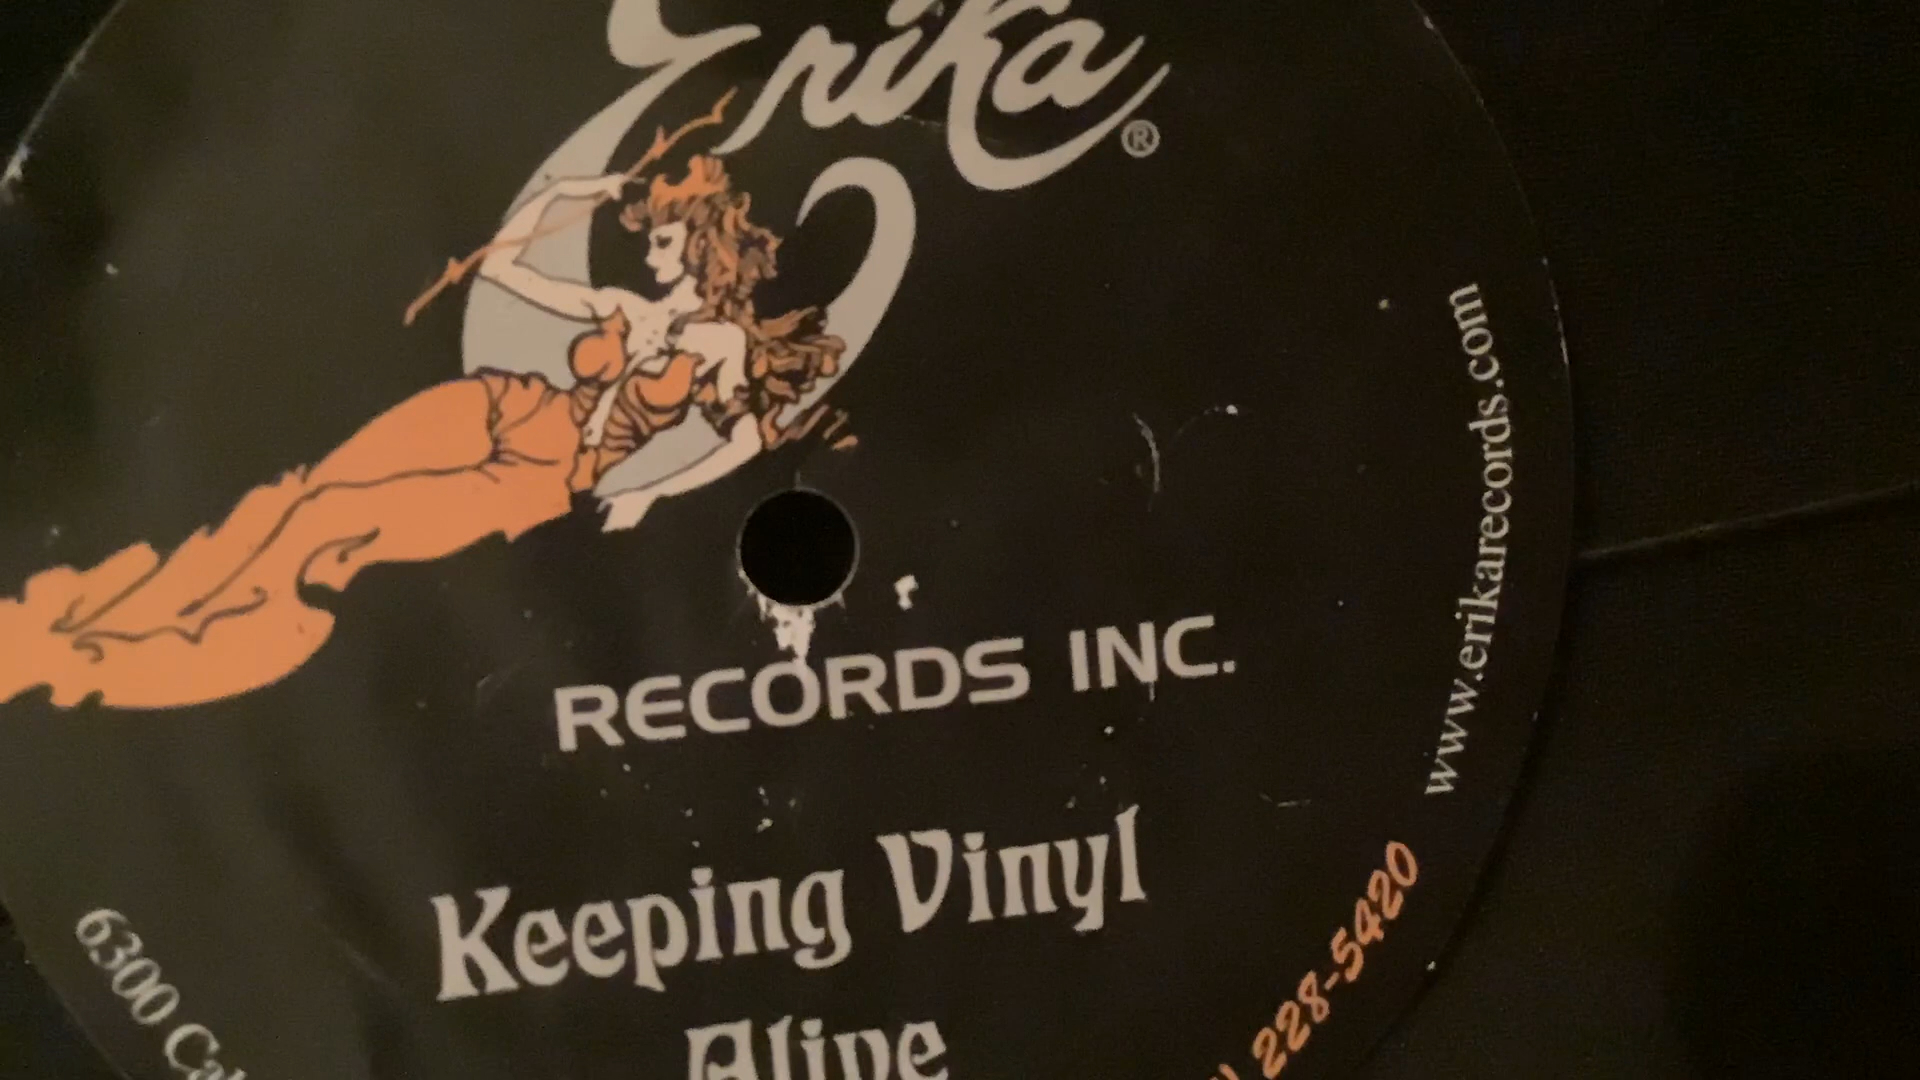 Erika
®
RECORDS INC.
Keeping Vinyl
Alive
www.erikarecords.com
228-5420
6300